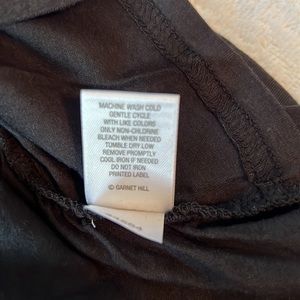 MACHINE WASH COLD
GENTLE CYCLE
WITH LIKE COLORS
ONLY NON-CHLORINE
BLEACH WHEN NEEDED
TUMBLE DRY LOW
REMOVE PROMPTLY
COOL IRON IF NEEDED
DO NOT IRON
PRINTED LABEL
© GARNET HILL